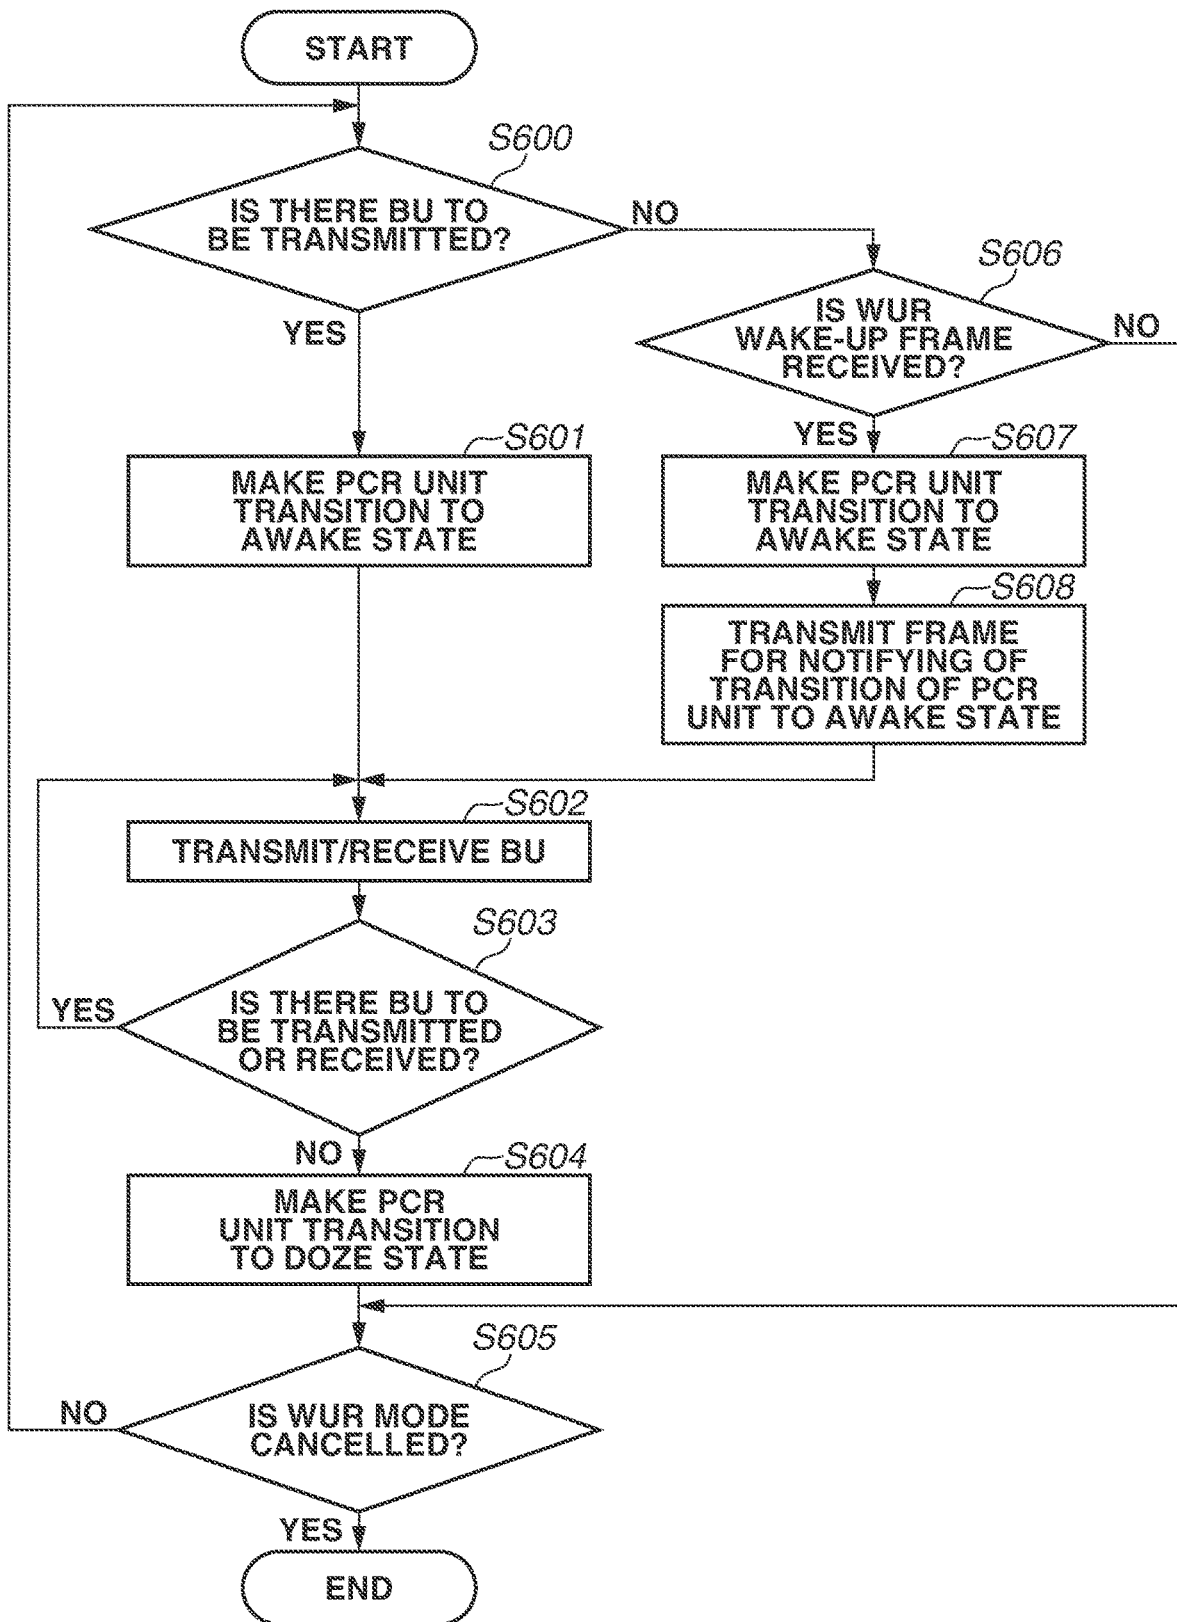 START
S600
IS THERE BU TO
BE TRANSMITTED?
NO
YES
S606
IS WUR
WAKE-UP FRAME
RECEIVED?
NO
YES
S601
MAKE PCR UNIT
TRANSITION TO
AWAKE STATE
S607
MAKE PCR UNIT
TRANSITION TO
AWAKE STATE
S608
TRANSMIT FRAME
FOR NOTIFYING OF
TRANSITION OF PCR
UNIT TO AWAKE STATE
S602
TRANSMIT/RECEIVE BU
S603
IS THERE BU TO
BE TRANSMITTED
OR RECEIVED?
YES
NO
S604
MAKE PCR
UNIT TRANSITION
TO DOZE STATE
S605
IS WUR MODE
CANCELLED?
NO
YES
END